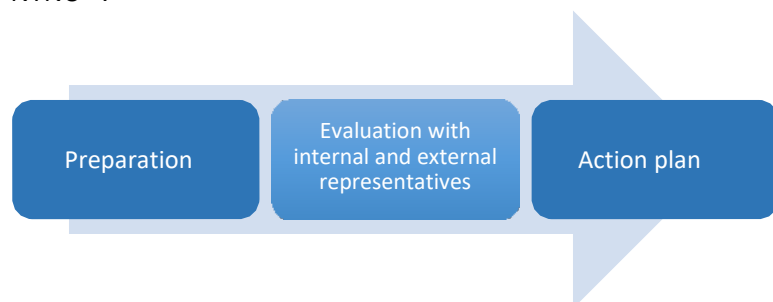 Preparation
Evaluation with
internal and external
representatives
Action plan